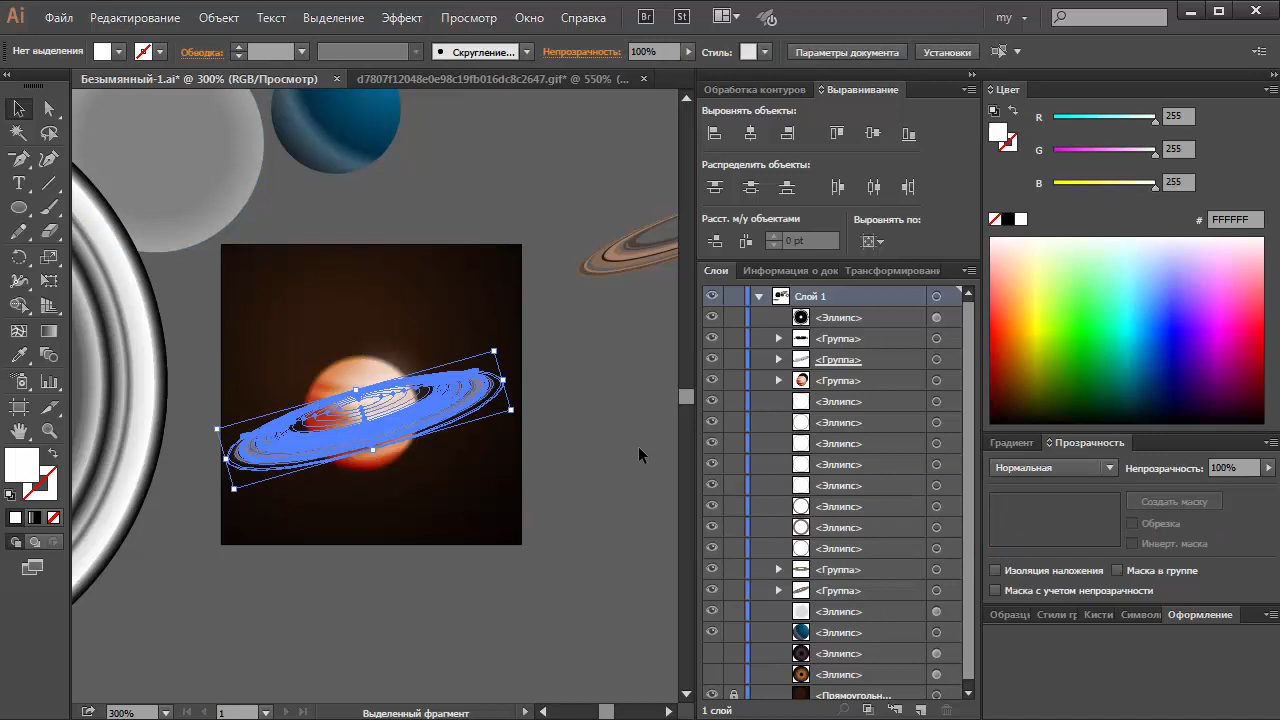 Ai Файл Редактирование Объект Текст Выделение Эффект Просмотр Окно Справка Br St my
Нет выделения Обводка: Скругление... Непрозрачность: 100% Стиль: Параметры документа Установки
Безымянный-1.ai* @ 300% (RGB/Просмотр) × d7807f12048e0e98c19fb016dc8c2647.gif* @ 550% (... ×
Обработка контуров Выравнивание
Выровнять объекты:
Распределить объекты:
Расст. м/у объектами Выровнять по:
0 pt
Слои Информация о док Трансформировани
Слой 1
<Эллипс>
<Группа>
<Группа>
<Группа>
<Эллипс>
<Эллипс>
<Эллипс>
<Эллипс>
<Эллипс>
<Эллипс>
<Эллипс>
<Эллипс>
<Группа>
<Группа>
<Эллипс>
<Эллипс>
<Эллипс>
<Эллипс>
<Прямоугольн...
1 слой
Цвет
R 255
G 255
B 255
# FFFFFF
Градиент Прозрачность
Нормальная Непрозрачность: 100%
Создать маску
Обрезка
Инверт. маска
Изоляция наложения Маска в группе
Маска с учетом непрозрачности
Образц Стили гр Кисти Символ Оформление
300% 1 Выделенный фрагмент